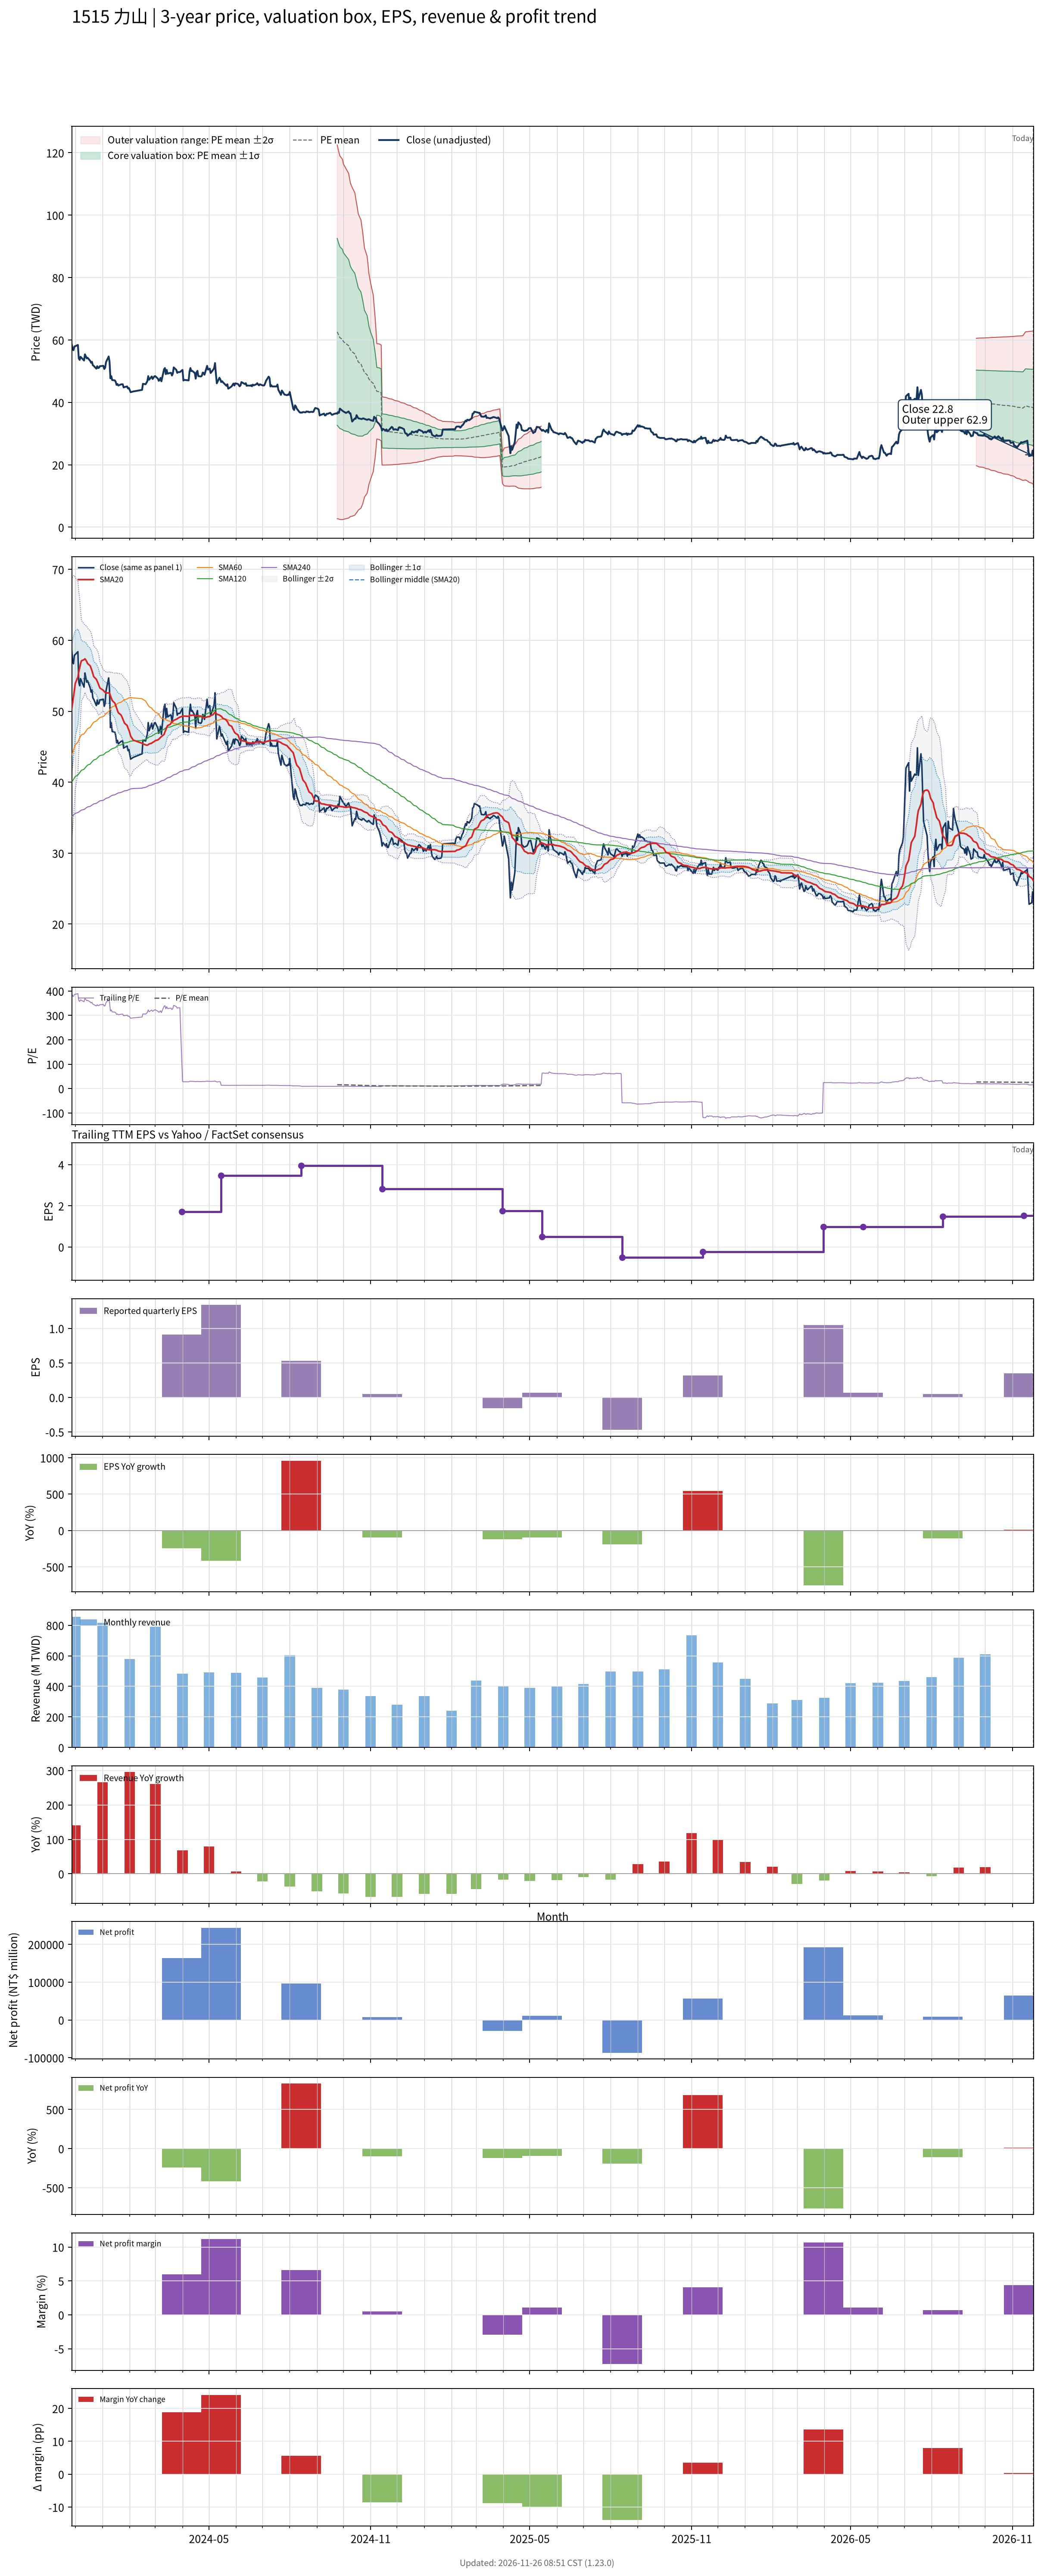 1515 力山 | 3-year price, valuation box, EPS, revenue & profit trend
Outer valuation range: PE mean ±2σ
Core valuation box: PE mean ±1σ
PE mean
Close (unadjusted)
Today
120
100
80
60
40
20
0
Price (TWD)
Close 22.8
Outer upper 62.9
Close (same as panel 1)
SMA20
SMA60
SMA120
SMA240
Bollinger ±2σ
Bollinger ±1σ
Bollinger middle (SMA20)
70
60
50
40
30
20
Price
Trailing P/E
P/E mean
400
300
200
100
0
-100
P/E
Trailing TTM EPS vs Yahoo / FactSet consensus
Today
4
2
0
EPS
Reported quarterly EPS
1.0
0.5
0.0
-0.5
EPS
EPS YoY growth
1000
500
0
-500
YoY (%)
Monthly revenue
800
600
400
200
0
Revenue (M TWD)
Revenue YoY growth
300
200
100
0
YoY (%)
Month
Net profit
200000
100000
0
-100000
Net profit (NT$ million)
Net profit YoY
500
0
-500
YoY (%)
Net profit margin
10
5
0
-5
Margin (%)
Margin YoY change
20
10
0
-10
Δ margin (pp)
2024-05
2024-11
2025-05
2025-11
2026-05
2026-11
Updated: 2026-11-26 08:51 CST (1.23.0)